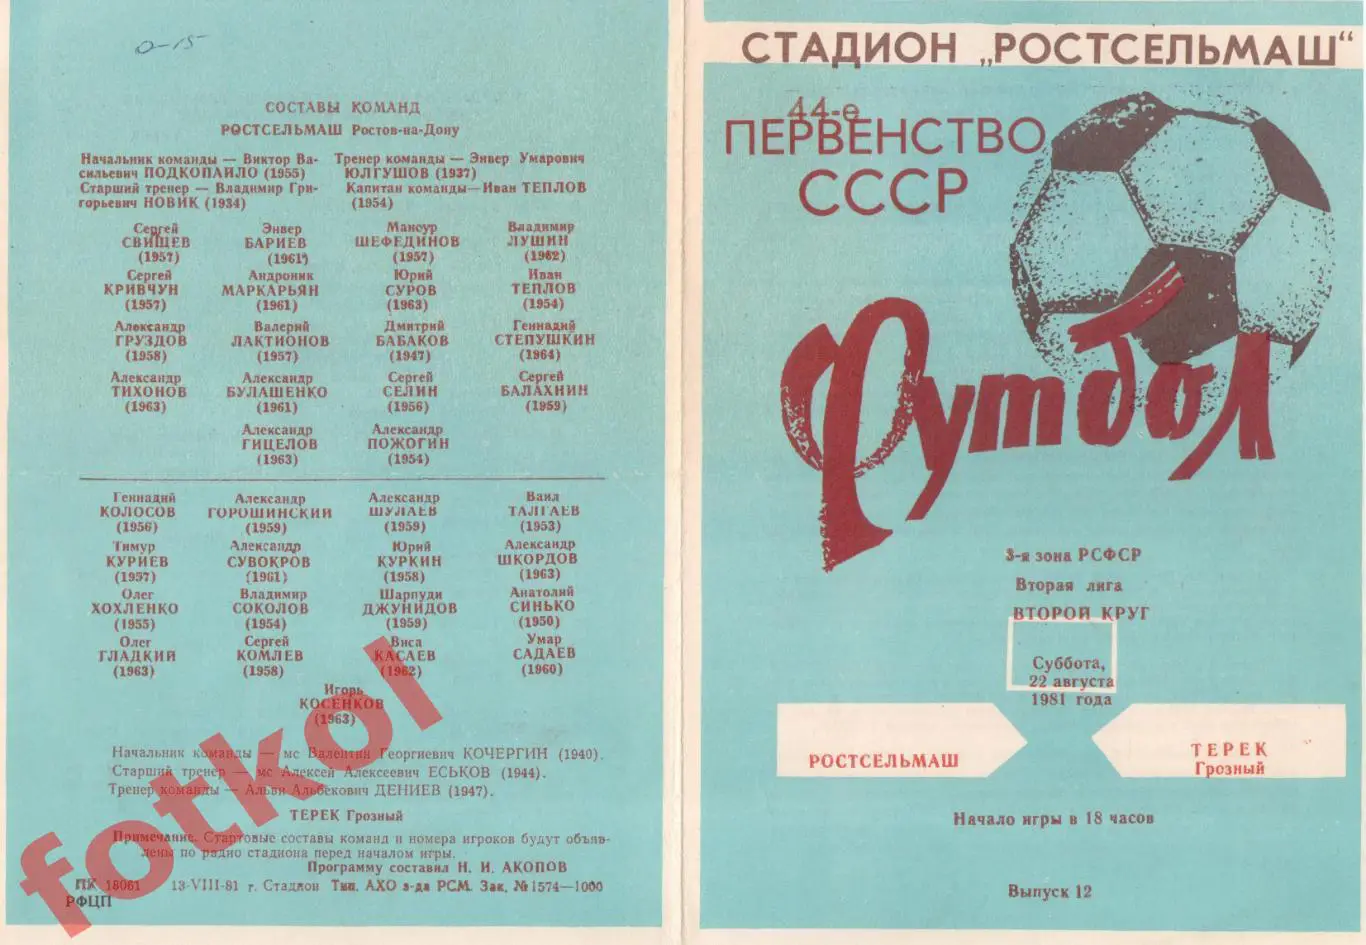 0-15
СОСТАВЫ КОМАНД
РОСТСЕЛЬМАШ Ростов-на-Дону
Начальник команды — Виктор Ва-
сильевич ПОДКОПАЙЛО (1955)
Старший тренер — Владимир Гри-
горьевич НОВИК (1934)
Тренер команды — Энвер Умарович
ЮЛГУШОВ (1937)
Капитан команды—Иван ТЕПЛОВ
(1954)
Сергей Энвер Мансур Владимир
СВИЩЕВ БАРИЕВ ШЕФЕДИНОВ ЛУШИН
(1957) (1961) (1957) (1962)
Сергей Андроник Юрий Иван
КРИВЧУН МАРКАРЬЯН СУРОВ ТЕПЛОВ
(1957) (1961) (1963) (1954)
Александр Валерий Дмитрий Геннадий
ГРУЗДОВ ЛАКТИОНОВ БАБАКОВ СТЕПУШКИН
(1958) (1957) (1947) (1964)
Александр Александр Сергей Сергей
ТИХОНОВ БУЛАШЕНКО СЕЛИН БАЛАХНИН
(1963) (1961) (1956) (1959)
Александр Александр
ГИЦЕЛОВ ПОЖОГИН
(1963) (1954)
Геннадий Александр Александр Ваил
КОЛОСОВ ГОРОШИНСКИЙ ШУЛАЕВ ТАЛГАЕВ
(1956) (1959) (1959) (1953)
Тимур Александр Юрий Александр
КУРИЕВ СУВОКРОВ КУРКИН ШКОРДОВ
(1957) (1961) (1958) (1963)
Олег Владимир Шарпуди Анатолий
ХОХЛЕНКО СОКОЛОВ ДЖУНИДОВ СИНЬКО
(1955) (1954) (1959) (1950)
Олег Сергей Виса Умар
ГЛАДКИЙ КОМЛЕВ КАСАЕВ САДАЕВ
(1963) (1958) (1962) (1960)
Игорь
КОСЕНКОВ
(1963)
Начальник команды — мс Валентин Георгиевич КОЧЕРГИН (1940).
Старший тренер — мс Алексей Алексеевич ЕСЬКОВ (1944).
Тренер команды — Альви Альбекович ДЕНИЕВ (1947).
ТЕРЕК Грозный
Примечание. Стартовые составы команд и номера игроков будут объяв-
лены по радио стадиона перед началом игры.
Программу составил Н. И. АКОПОВ
ПК 18061 13-VIII-81 г. Стадион Тип. АХО з-да РСМ. Зак. № 1574—1000
РФЦП
fotkol
СТАДИОН „РОСТСЕЛЬМАШ“
44-е
ПЕРВЕНСТВО
СССР
Футбол
3-я зона РСФСР
Вторая лига
ВТОРОЙ КРУГ
Суббота,
22 августа
1981 года
РОСТСЕЛЬМАШ
ТЕРЕК
Грозный
Начало игры в 18 часов
Выпуск 12